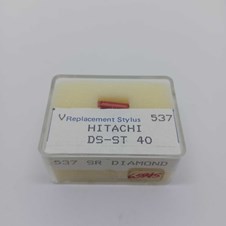 V Replacement Stylus 537
HITACHI
DS-ST 40
537 SR DIAMOND